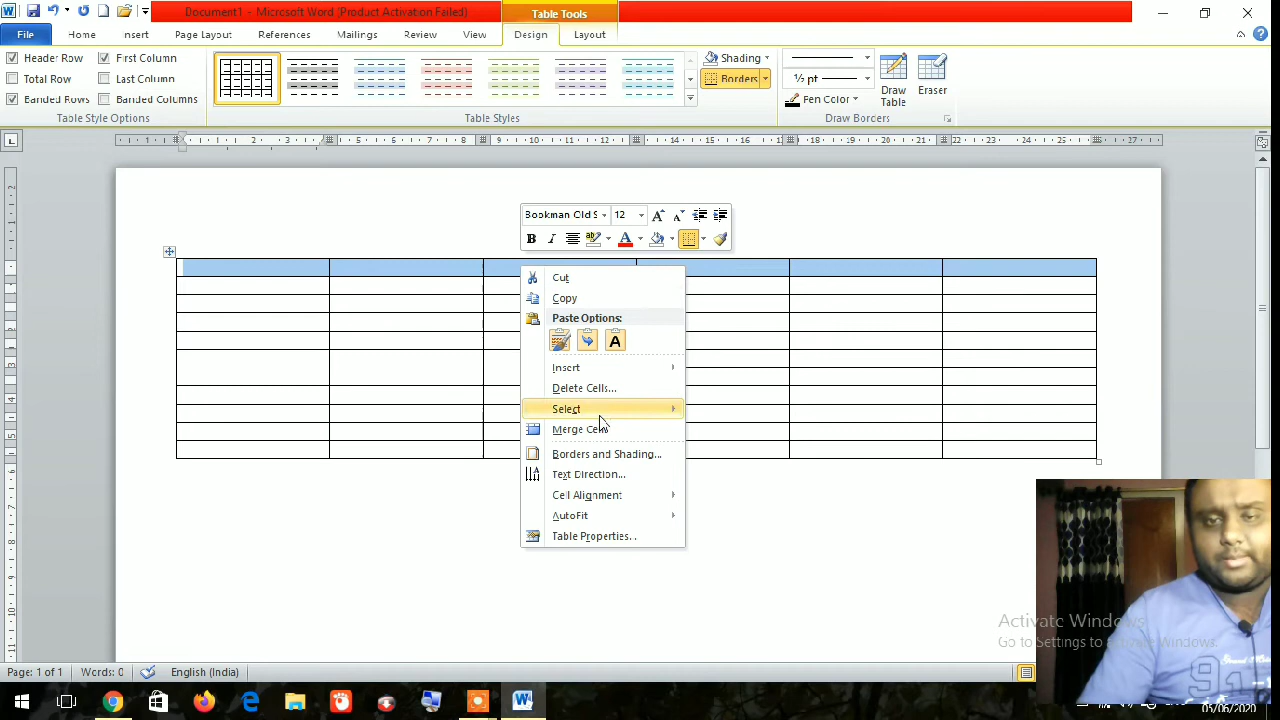 Document1 - Microsoft Word (Product Activation Failed)
Table Tools
File Home Insert Page Layout References Mailings Review View Design Layout
Header Row First Column
Total Row Last Column
Banded Rows Banded Columns
Table Style Options
Table Styles
Shading
Borders
½ pt
Pen Color
Draw Table
Eraser
Draw Borders
Bookman Old S 12
Cut
Copy
Paste Options:
Insert
Delete Cells...
Select
Merge Cells
Borders and Shading...
Text Direction...
Cell Alignment
AutoFit
Table Properties...
Activate Windows
Go to Settings to activate Windows.
Page: 1 of 1 Words: 0 English (India)
05/06/2020